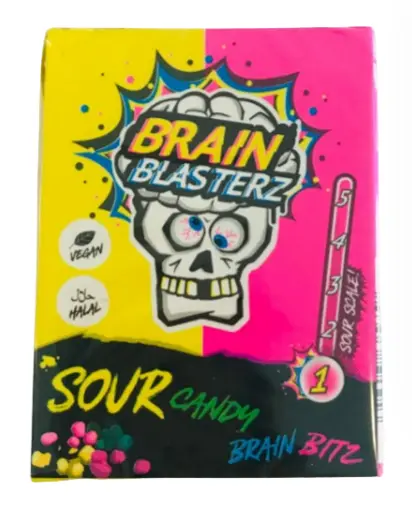 BRAIN
BLASTERZ
VEGAN
حلال
HALAL
5
4
3
2
1
SOUR SCALE!
SOUR CANDY
BRAIN BITZ